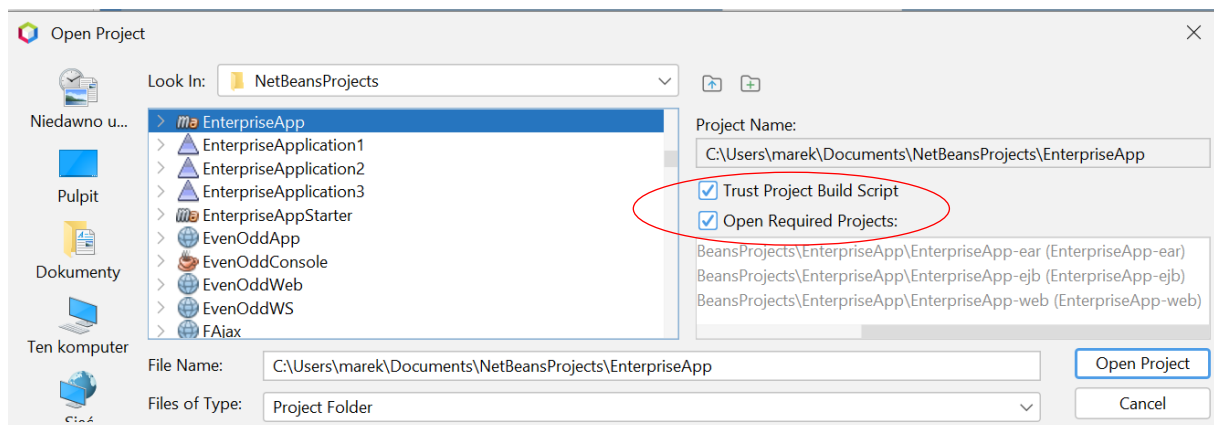 Open Project
Look In: NetBeansProjects
Niedawno u...
Pulpit
Dokumenty
Ten komputer
Sieć
EnterpriseApp
EnterpriseApplication1
EnterpriseApplication2
EnterpriseApplication3
EnterpriseAppStarter
EvenOddApp
EvenOddConsole
EvenOddWeb
EvenOddWS
FAjax
Project Name:
C:\Users\marek\Documents\NetBeansProjects\EnterpriseApp
Trust Project Build Script
Open Required Projects:
BeansProjects\EnterpriseApp\EnterpriseApp-ear (EnterpriseApp-ear)
BeansProjects\EnterpriseApp\EnterpriseApp-ejb (EnterpriseApp-ejb)
BeansProjects\EnterpriseApp\EnterpriseApp-web (EnterpriseApp-web)
File Name: C:\Users\marek\Documents\NetBeansProjects\EnterpriseApp
Open Project
Files of Type: Project Folder
Cancel